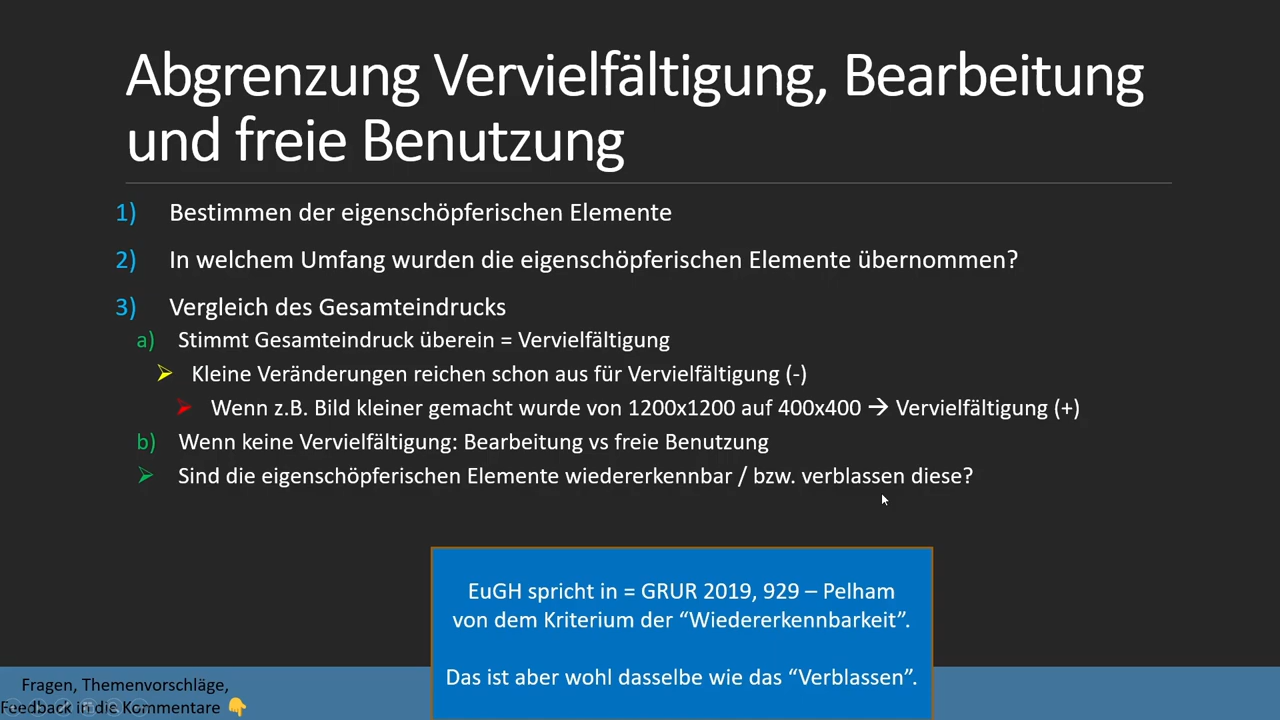 Abgrenzung Vervielfältigung, Bearbeitung
und freie Benutzung
1) Bestimmen der eigenschöpferischen Elemente
2) In welchem Umfang wurden die eigenschöpferischen Elemente übernommen?
3) Vergleich des Gesamteindrucks
a) Stimmt Gesamteindruck überein = Vervielfältigung
➢ Kleine Veränderungen reichen schon aus für Vervielfältigung (-)
➢ Wenn z.B. Bild kleiner gemacht wurde von 1200x1200 auf 400x400 → Vervielfältigung (+)
b) Wenn keine Vervielfältigung: Bearbeitung vs freie Benutzung
➢ Sind die eigenschöpferischen Elemente wiedererkennbar / bzw. verblassen diese?
EuGH spricht in = GRUR 2019, 929 – Pelham
von dem Kriterium der “Wiedererkennbarkeit”.
Das ist aber wohl dasselbe wie das “Verblassen”.
Fragen, Themenvorschläge,
Feedback in die Kommentare 👇